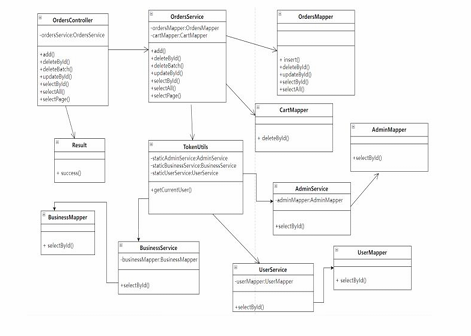 OrdersController
-ordersService:OrdersService
+add()
+deleteById()
+deleteBatch()
+updateById()
+selectById()
+selectAll()
+selectPage()
OrdersService
-ordersMapper:OrdersMapper
-cartMapper:CartMapper
+add()
+deleteById()
+deleteBatch()
+updateById()
+selectById()
+selectAll()
+selectPage()
OrdersMapper
+ insert()
+deleteById()
+updateById()
+selectById()
+selectAll()
CartMapper
+ deleteById()
AdminMapper
+selectById()
Result
+ success()
TokenUtils
-staticAdminService:AdminService
-staticBusinessService:BusinessService
-staticUserService:UserService
+getCurrentUser()
AdminService
-adminMapper:AdminMapper
+selectById()
BusinessMapper
+ selectById()
BusinessService
-businessMapper:BusinessMapper
+selectById()
UserService
-userMapper:UserMapper
+selectById()
UserMapper
+selectById()